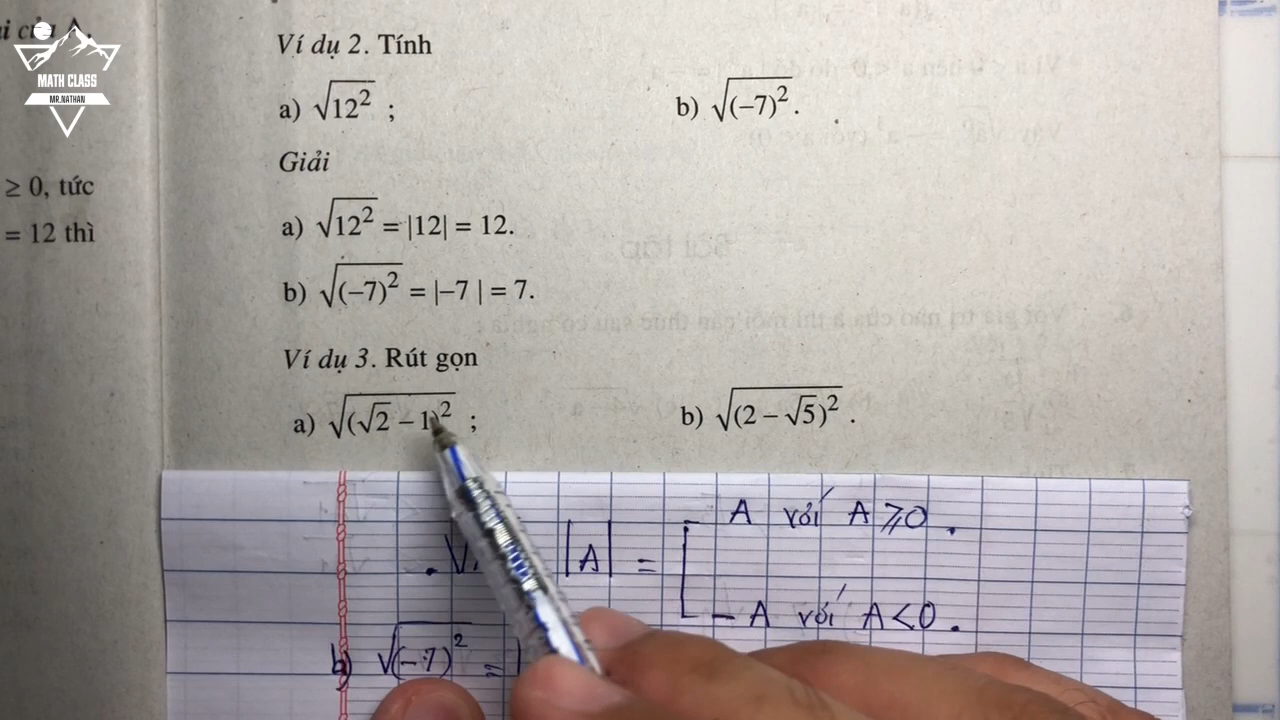 MATH CLASS
MR.NATHAN
≥ 0, tức
= 12 thì
Ví dụ 2. Tính
a) √(12²) ; b) √((−7)²).
Giải
a) √(12²) = |12| = 12.
b) √((−7)²) = |−7| = 7.
Ví dụ 3. Rút gọn
a) √((√2 − 1)²) ; b) √((2 − √5)²).
|A| = A với A ⩾ 0.
− A với A < 0.
b) √((−7)²) =